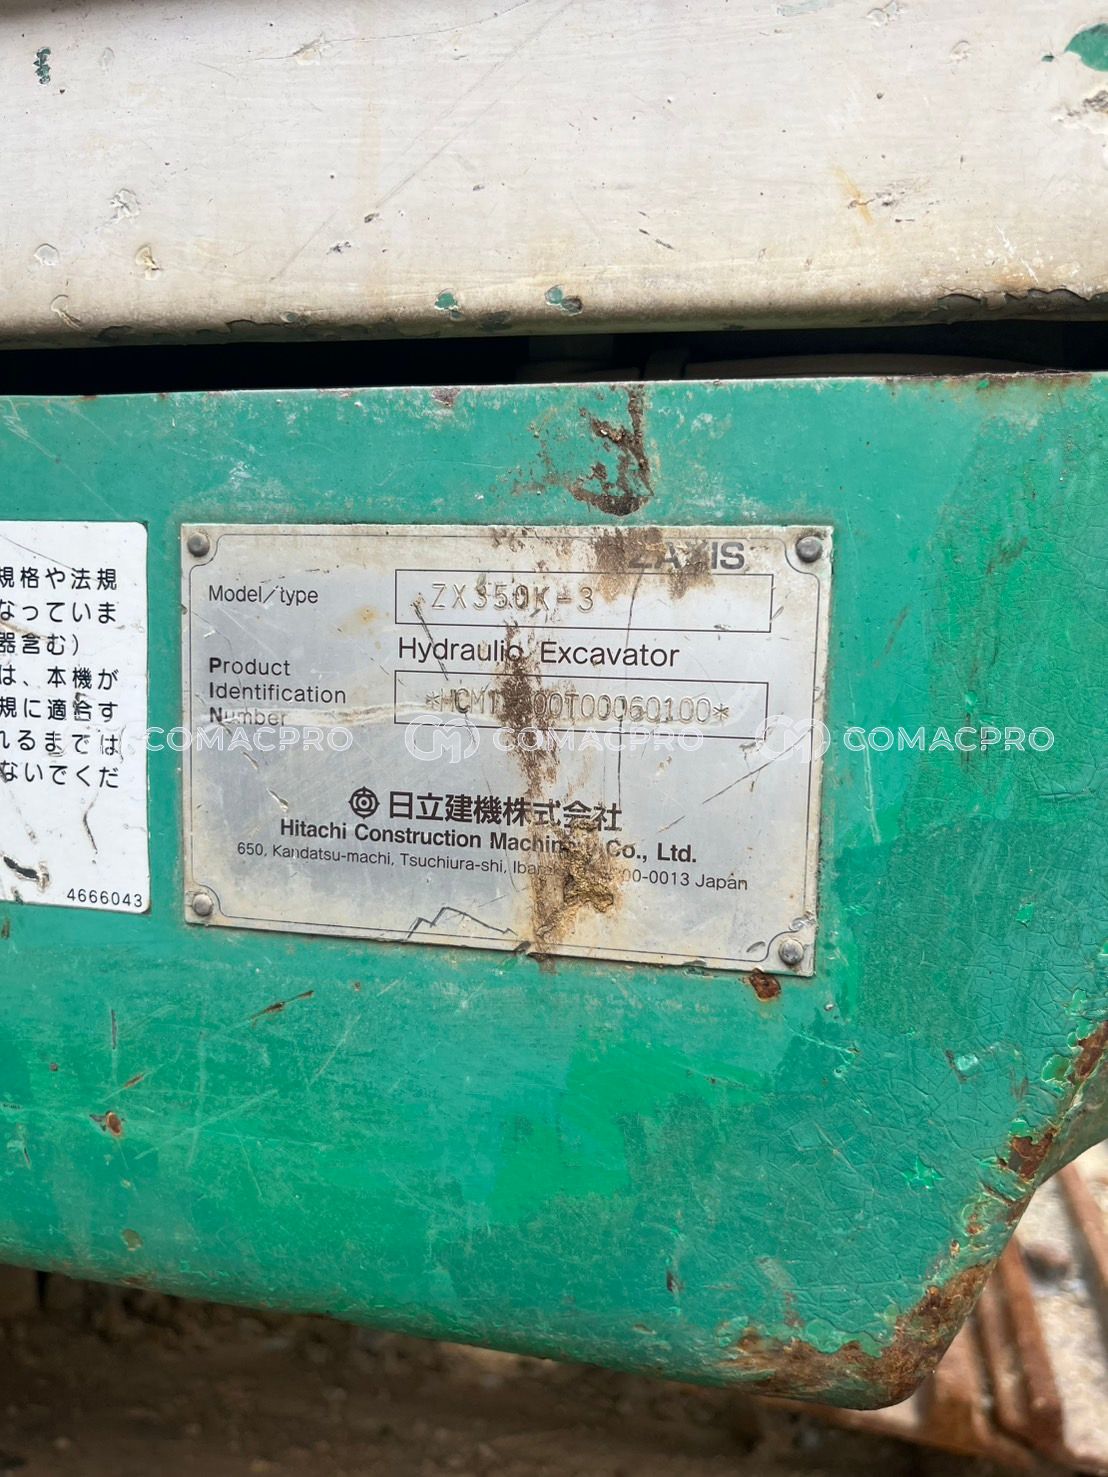 規格や法規
なっていま
器含む)
は、本機が
規に適合す
れるまでは
ないでくだ
4666043
ZAXIS
Model/type
ZX350K-3
Hydraulic Excavator
Product
Identification
Number
日立建機株式会社
Hitachi Construction Machinery Co., Ltd.
650, Kandatsu-machi, Tsuchiura-shi, 0013 Japan
COMACPRO COMACPRO COMACPRO